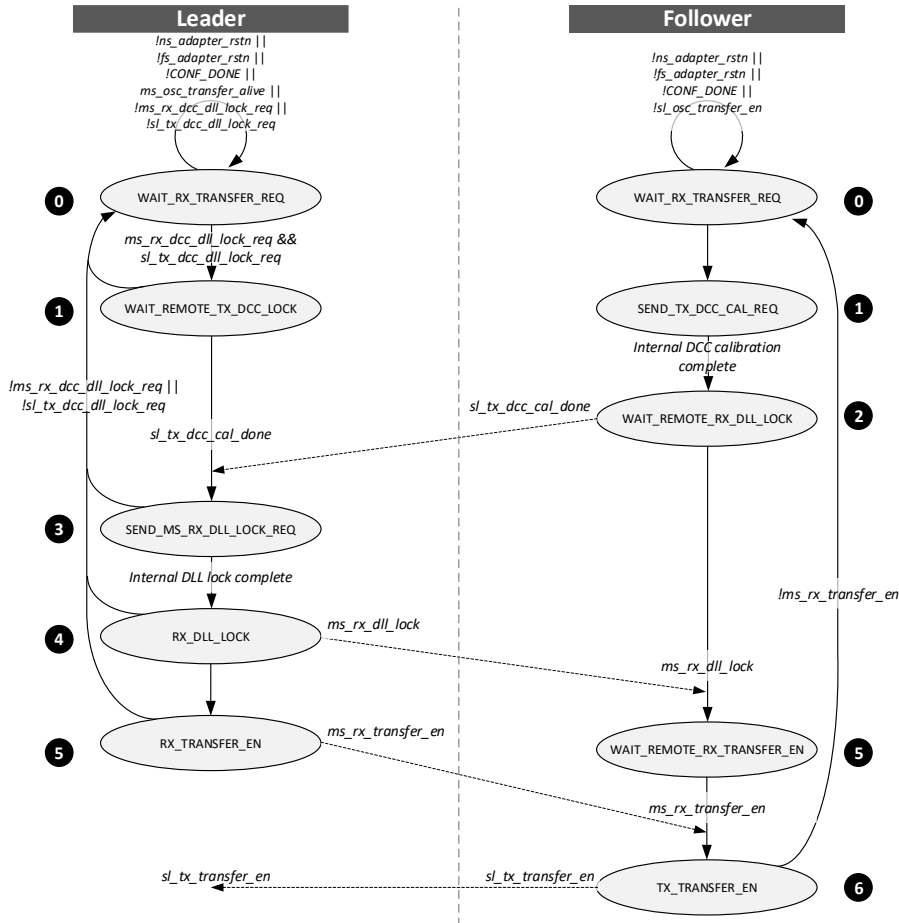 Leader
Follower
!ns_adapter_rstn ||
!fs_adapter_rstn ||
!CONF_DONE ||
ms_osc_transfer_alive ||
!ms_rx_dcc_dll_lock_req ||
!sl_tx_dcc_dll_lock_req
!ns_adapter_rstn ||
!fs_adapter_rstn ||
!CONF_DONE ||
!sl_osc_transfer_en
0
WAIT_RX_TRANSFER_REQ
WAIT_RX_TRANSFER_REQ
0
ms_rx_dcc_dll_lock_req &&
sl_tx_dcc_dll_lock_req
1
WAIT_REMOTE_TX_DCC_LOCK
SEND_TX_DCC_CAL_REQ
1
Internal DCC calibration
complete
!ms_rx_dcc_dll_lock_req ||
!sl_tx_dcc_dll_lock_req
sl_tx_dcc_cal_done
WAIT_REMOTE_RX_DLL_LOCK
2
sl_tx_dcc_cal_done
3
SEND_MS_RX_DLL_LOCK_REQ
Internal DLL lock complete
!ms_rx_transfer_en
4
RX_DLL_LOCK
ms_rx_dll_lock
ms_rx_dll_lock
5
RX_TRANSFER_EN
ms_rx_transfer_en
WAIT_REMOTE_RX_TRANSFER_EN
5
ms_rx_transfer_en
sl_tx_transfer_en
sl_tx_transfer_en
TX_TRANSFER_EN
6